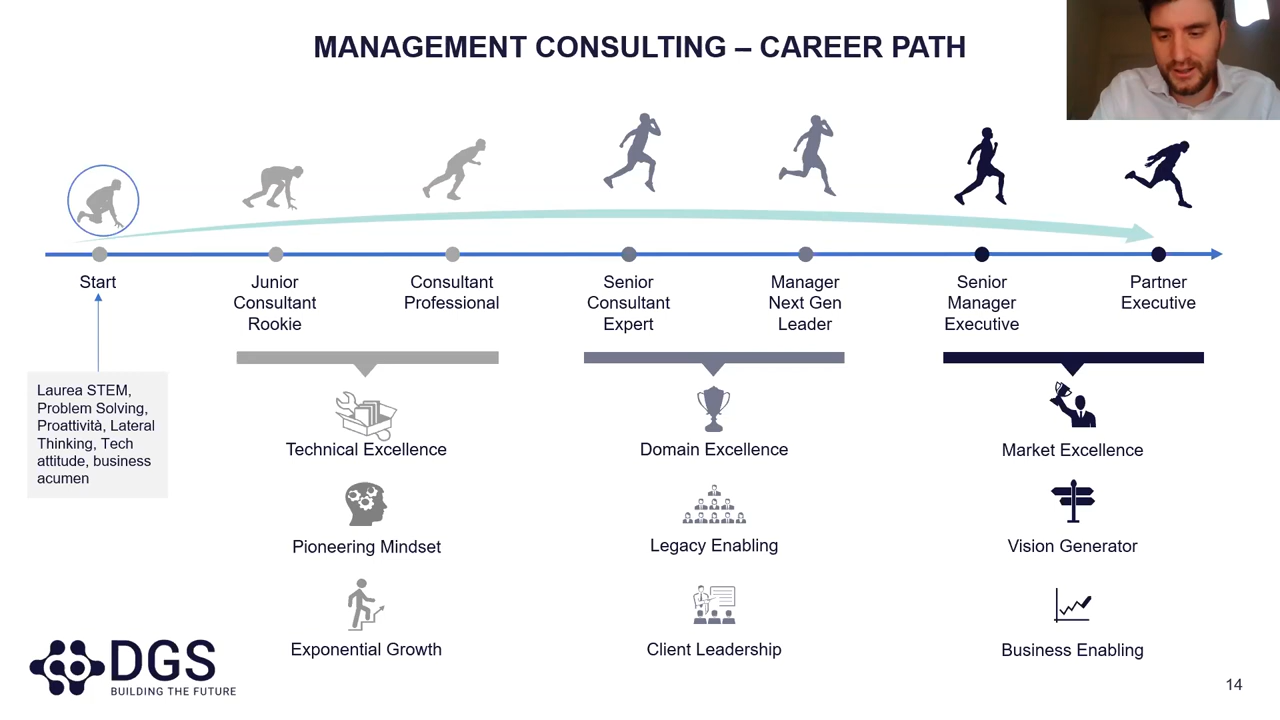 MANAGEMENT CONSULTING – CAREER PATH
Start
Junior
Consultant
Rookie
Consultant
Professional
Senior
Consultant
Expert
Manager
Next Gen
Leader
Senior
Manager
Executive
Partner
Executive
Laurea STEM,
Problem Solving,
Proattività, Lateral
Thinking, Tech
attitude, business
acumen
Technical Excellence
Pioneering Mindset
Exponential Growth
Domain Excellence
Legacy Enabling
Client Leadership
Market Excellence
Vision Generator
Business Enabling
DGS
BUILDING THE FUTURE
14